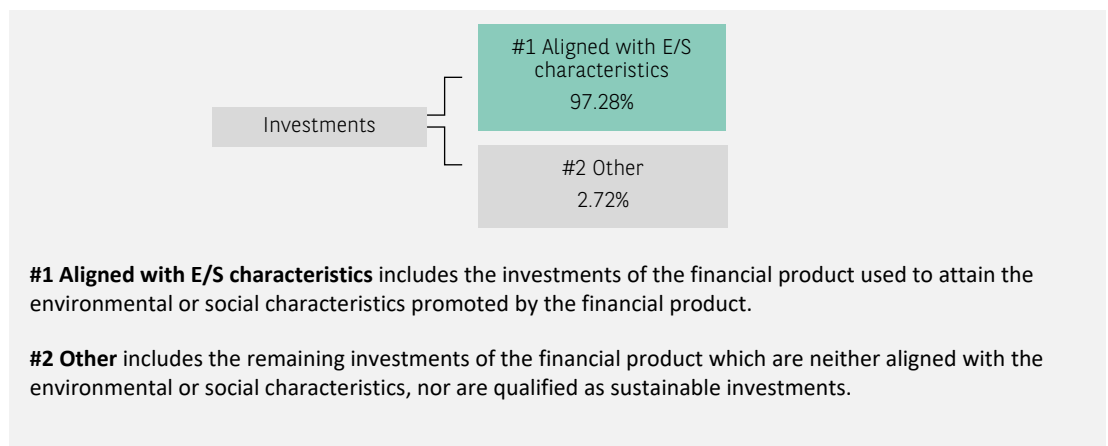 #1 Aligned with E/S
characteristics
97.28%
Investments
#2 Other
2.72%
#1 Aligned with E/S characteristics includes the investments of the financial product used to attain the
environmental or social characteristics promoted by the financial product.
#2 Other includes the remaining investments of the financial product which are neither aligned with the
environmental or social characteristics, nor are qualified as sustainable investments.